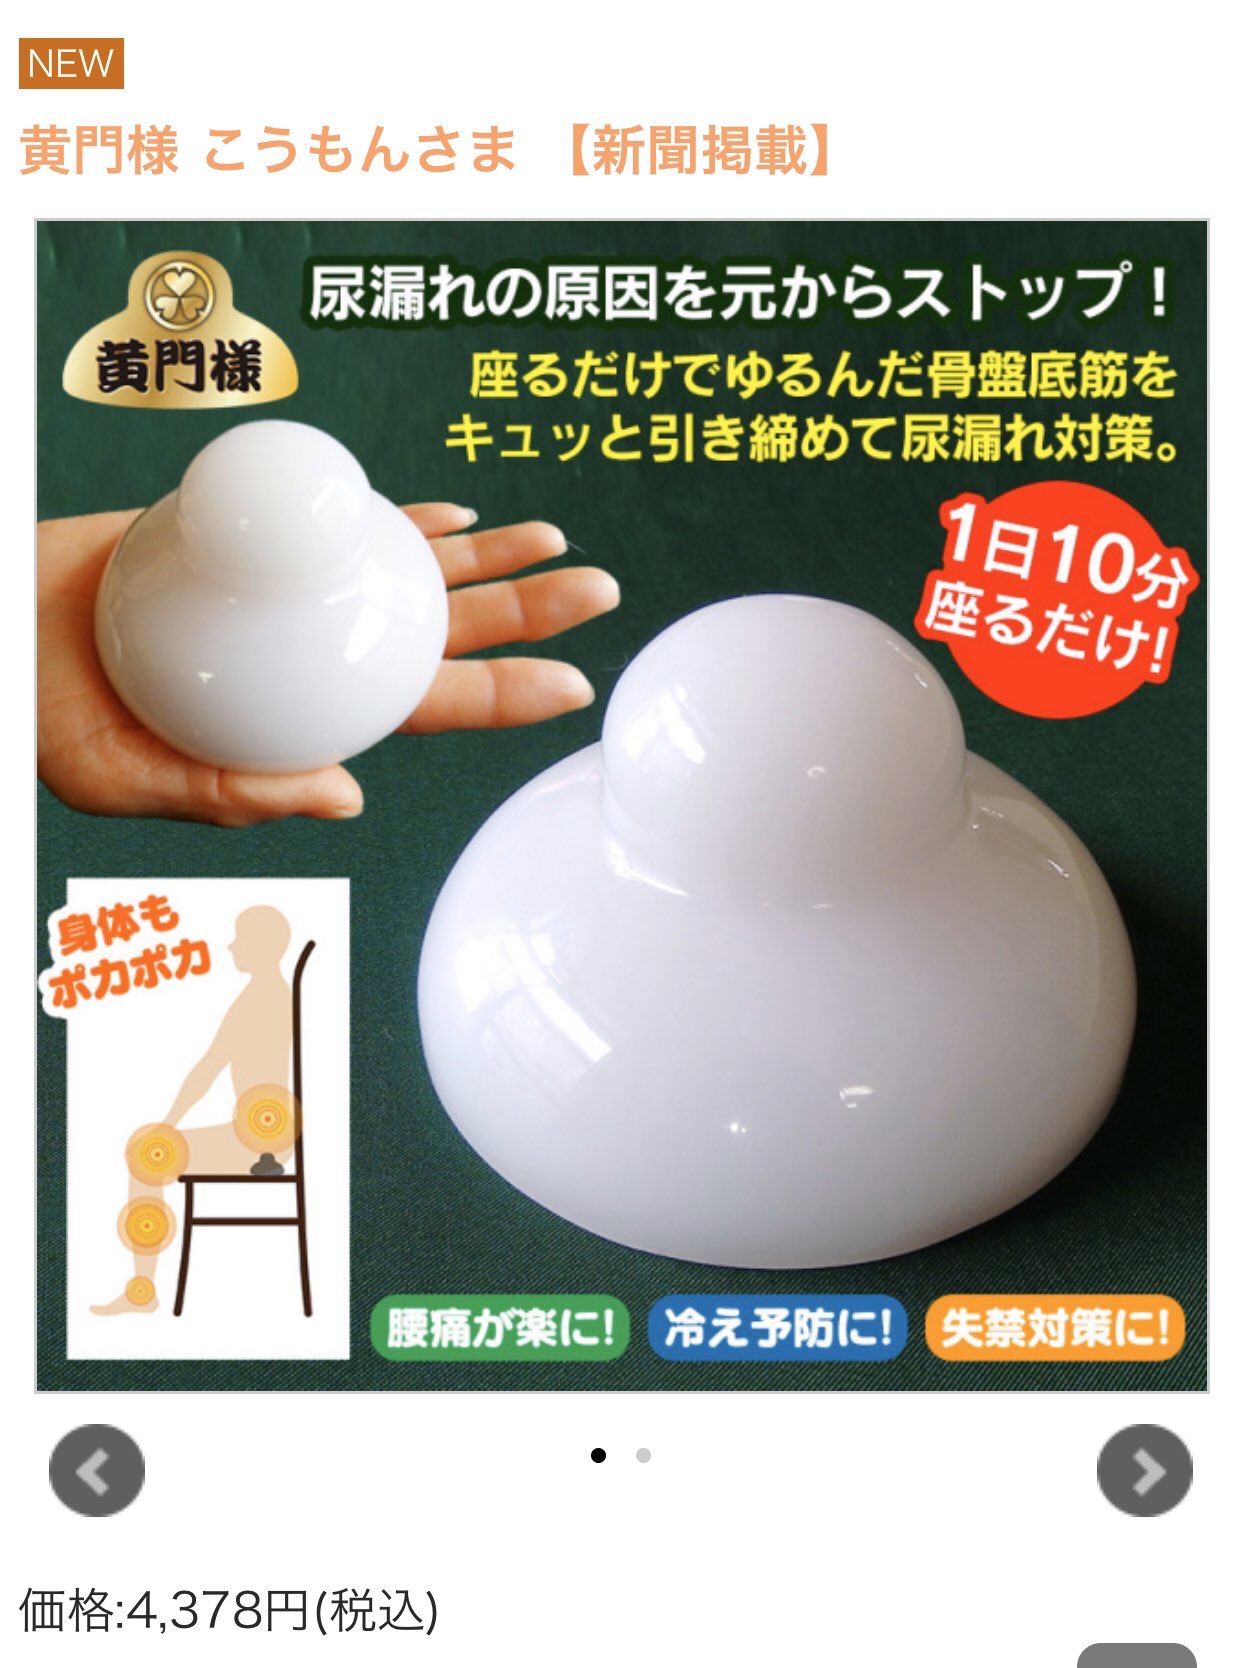 NEW
黄門様 こうもんさま 【新聞掲載】
黄門様
尿漏れの原因を元からストップ!
座るだけでゆるんだ骨盤底筋を
キュッと引き締めて尿漏れ対策。
1日10分
座るだけ!
身体も
ポカポカ
腰痛が楽に!
冷え予防に!
失禁対策に!
価格:4,378円(税込)